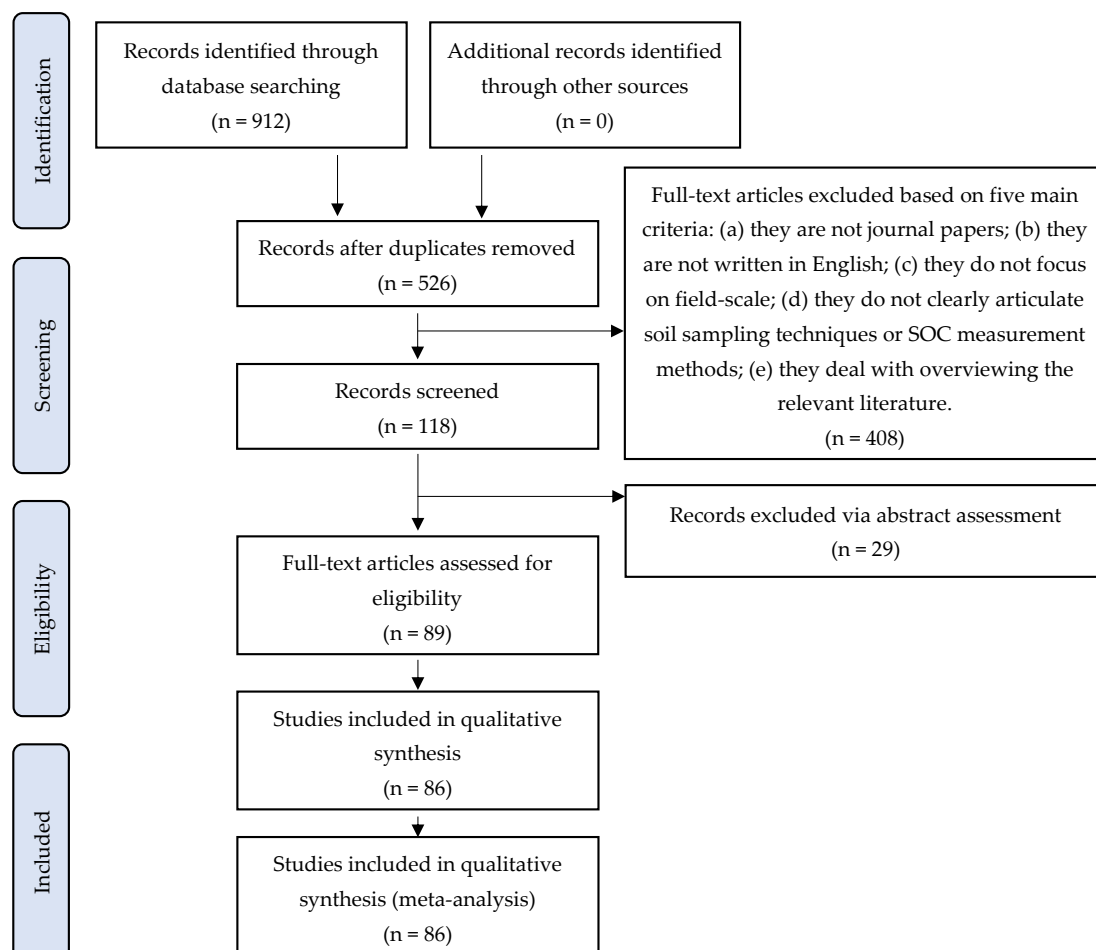 Identification
Records identified through
database searching
(n = 912)
Additional records identified
through other sources
(n = 0)
Records after duplicates removed
(n = 526)
Full-text articles excluded based on five main
criteria: (a) they are not journal papers; (b) they
are not written in English; (c) they do not focus
on field-scale; (d) they do not clearly articulate
soil sampling techniques or SOC measurement
methods; (e) they deal with overviewing the
relevant literature.
(n = 408)
Screening
Records screened
(n = 118)
Records excluded via abstract assessment
(n = 29)
Eligibility
Full-text articles assessed for
eligibility
(n = 89)
Studies included in qualitative
synthesis
(n = 86)
Included
Studies included in qualitative
synthesis (meta-analysis)
(n = 86)